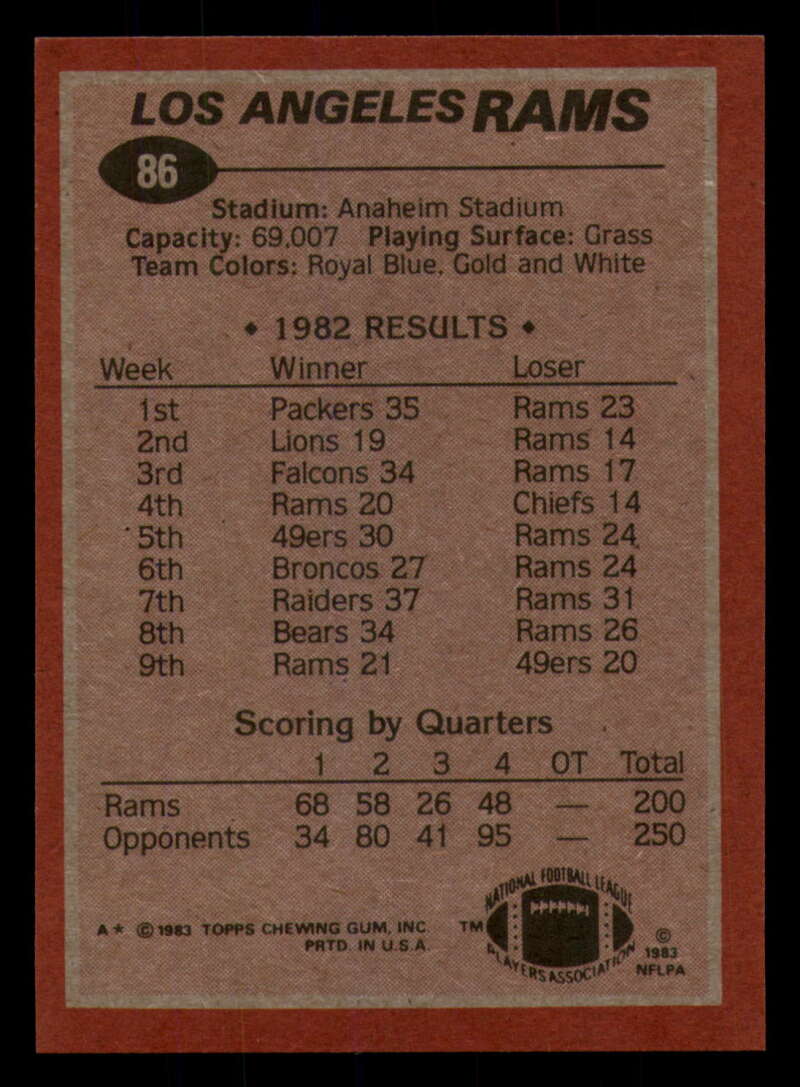 LOS ANGELES RAMS
86
Stadium: Anaheim Stadium
Capacity: 69,007 Playing Surface: Grass
Team Colors: Royal Blue, Gold and White
• 1982 RESULTS •
Week Winner Loser
1st Packers 35 Rams 23
2nd Lions 19 Rams 14
3rd Falcons 34 Rams 17
4th Rams 20 Chiefs 14
5th 49ers 30 Rams 24
6th Broncos 27 Rams 24
7th Raiders 37 Rams 31
8th Bears 34 Rams 26
9th Rams 21 49ers 20
Scoring by Quarters
1 2 3 4 OT Total
Rams 68 58 26 48 — 200
Opponents 34 80 41 95 — 250
A* © 1983 TOPPS CHEWING GUM, INC.
PRTD. IN U.S.A.
TM
NATIONAL FOOTBALL LEAGUE
PLAYERS ASSOCIATION
©
1983
NFLPA